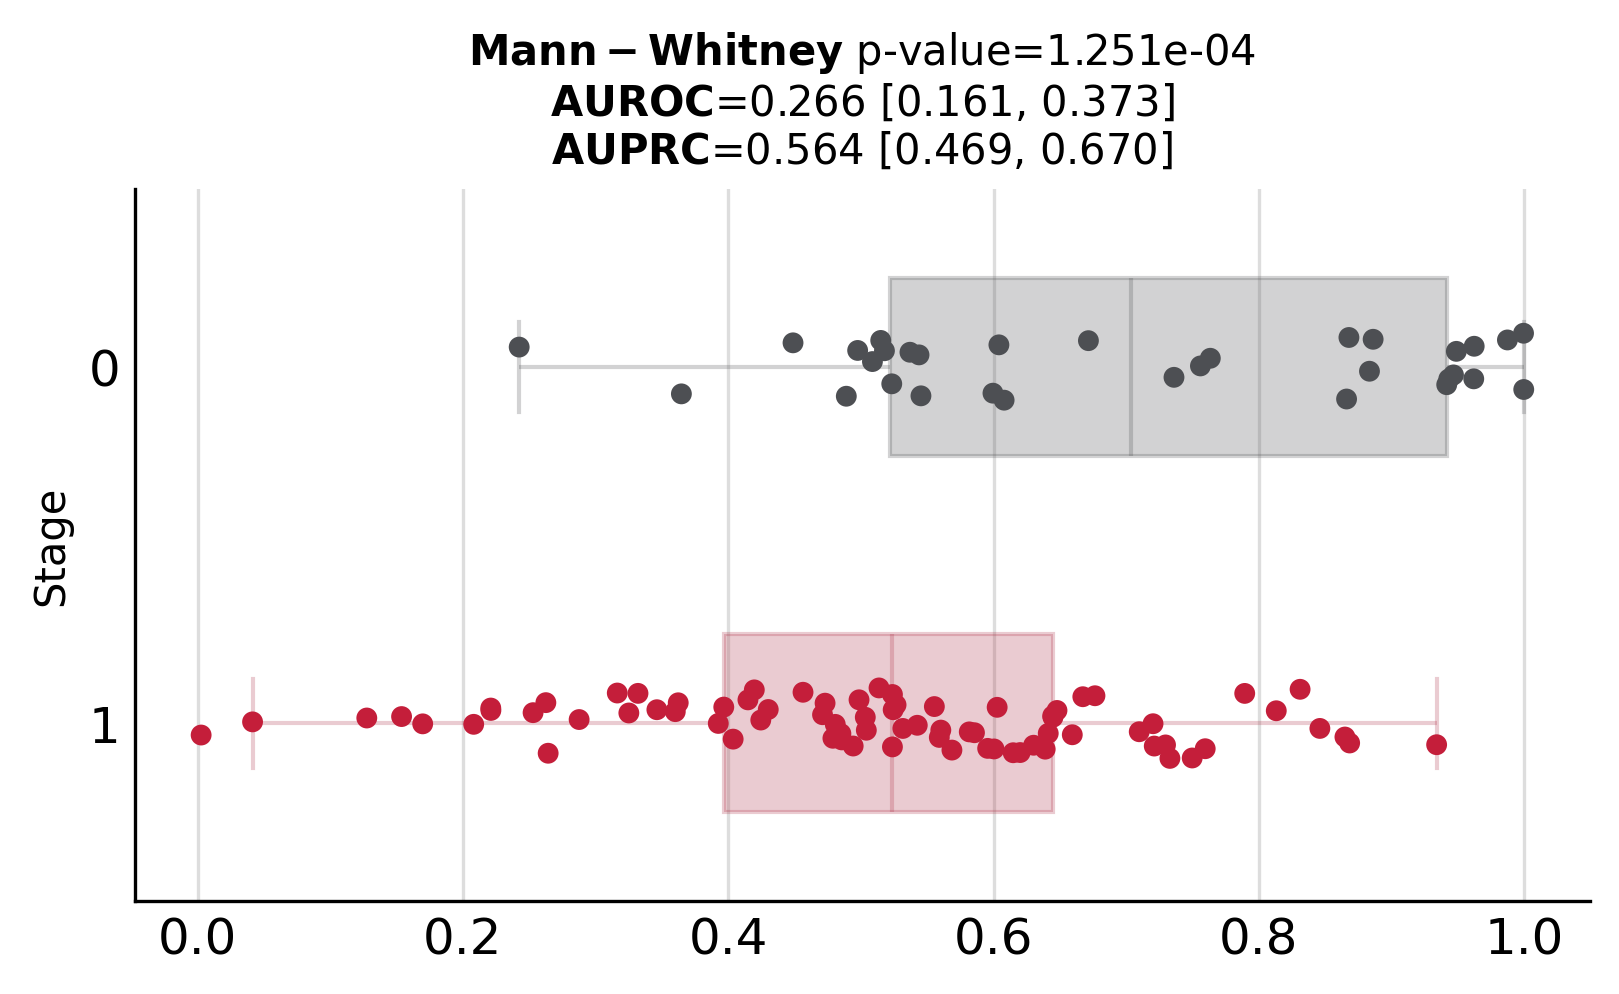 Mann − Whitney p-value=1.251e-04
AUROC=0.266 [0.161, 0.373]
AUPRC=0.564 [0.469, 0.670]
0
Stage
1
0.0 0.2 0.4 0.6 0.8 1.0